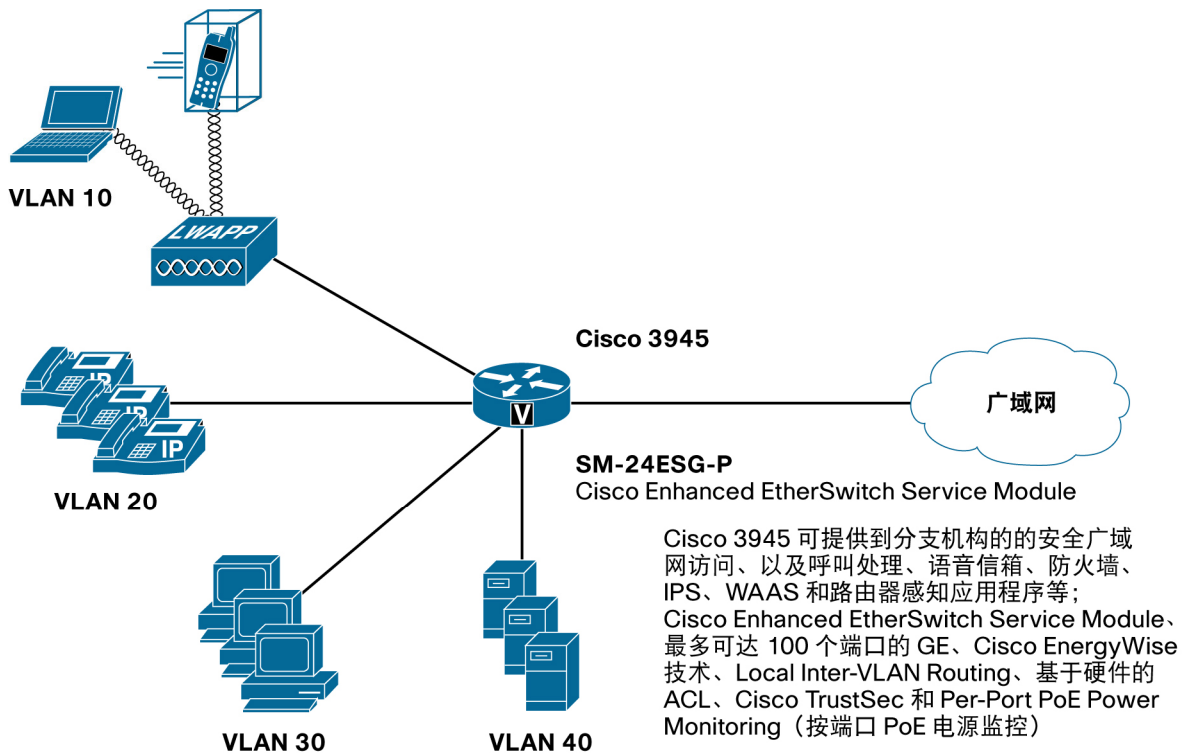 VLAN 10
LWAPP
Cisco 3945
广域网
V
IP
IP
IP
VLAN 20
SM-24ESG-P
Cisco Enhanced EtherSwitch Service Module
Cisco 3945 可提供到分支机构的的安全广域
网访问、以及呼叫处理、语音信箱、防火墙、
IPS、WAAS 和路由器感知应用程序等；
Cisco Enhanced EtherSwitch Service Module、
最多可达 100 个端口的 GE、Cisco EnergyWise
技术、Local Inter-VLAN Routing、基于硬件的
ACL、Cisco TrustSec 和 Per-Port PoE Power
Monitoring（按端口 PoE 电源监控）
VLAN 30
VLAN 40